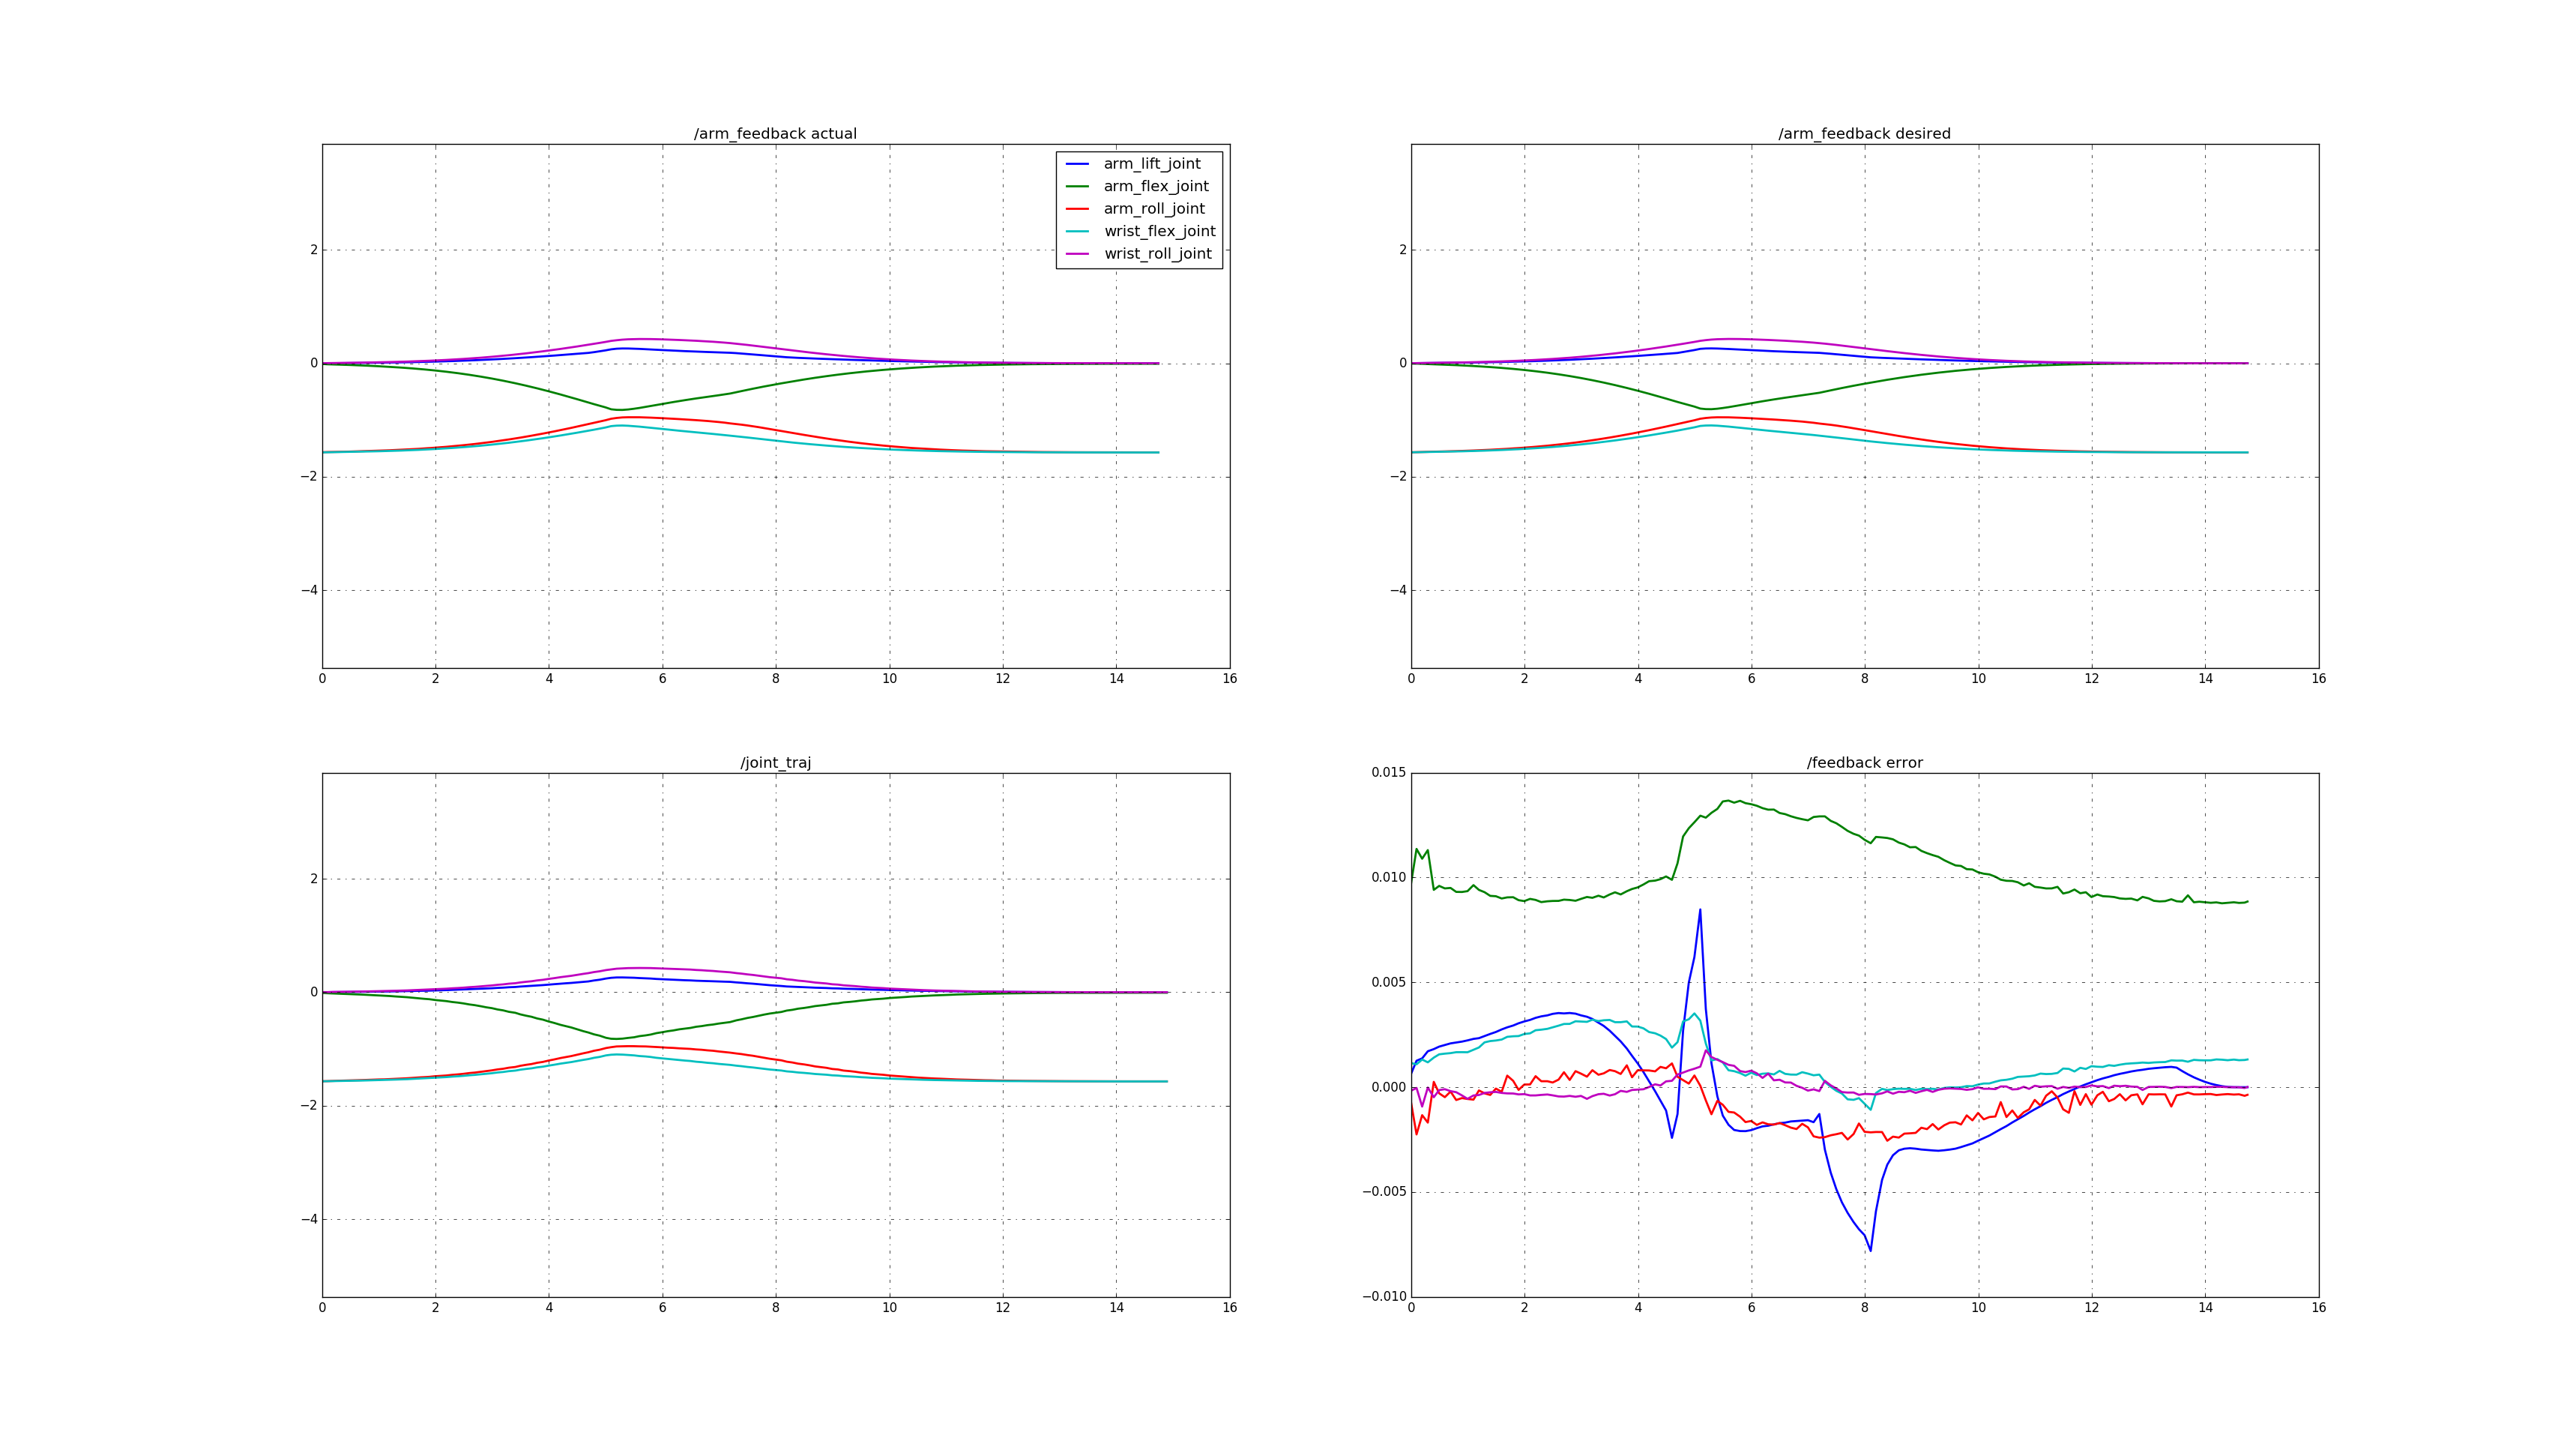 /arm_feedback actual
arm_lift_joint
arm_flex_joint
arm_roll_joint
wrist_flex_joint
wrist_roll_joint
2
0
−2
−4
0 2 4 6 8 10 12 14 16
/arm_feedback desired
2
0
−2
−4
0 2 4 6 8 10 12 14 16
/joint_traj
2
0
−2
−4
0 2 4 6 8 10 12 14 16
/feedback error
0.015
0.010
0.005
0.000
−0.005
−0.010
0 2 4 6 8 10 12 14 16